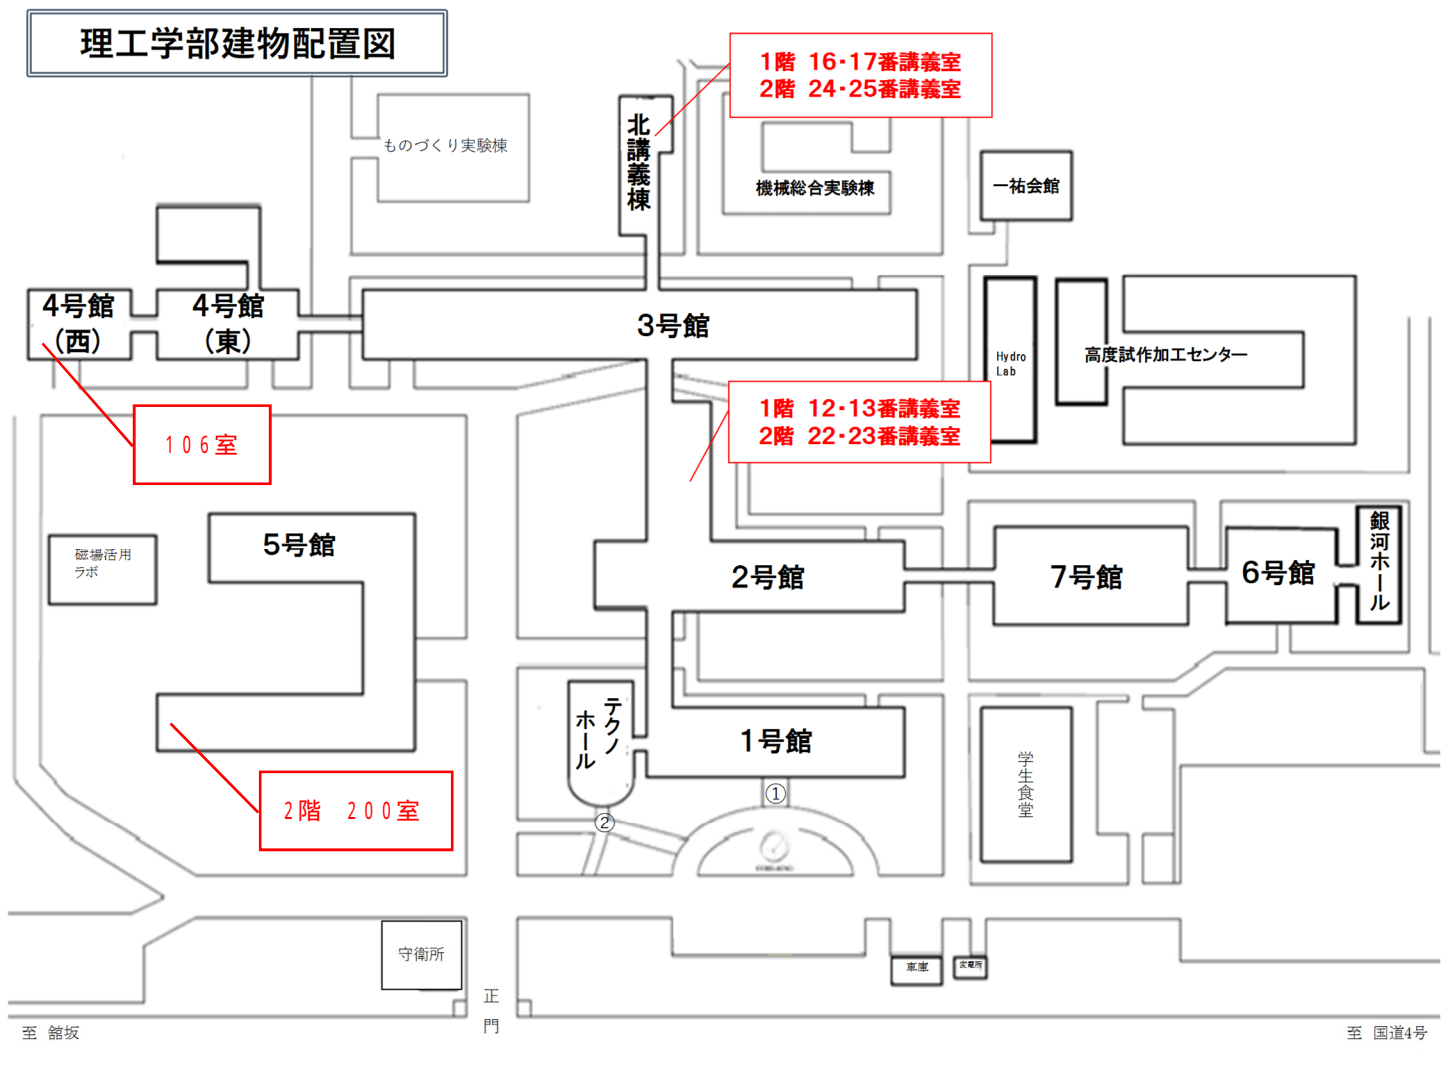 理工学部建物配置図
1階 16・17番講義室
2階 24・25番講義室
ものづくり実験棟
北講義棟
機械総合実験棟
一祐会館
4号館
(西)
4号館
(東)
3号館
Hydro
Lab
高度試作加工センター
1階 12・13番講義室
2階 22・23番講義室
106室
5号館
磁場活用
ラボ
2号館
7号館
6号館
銀河ホール
テクノ
ホール
1号館
①
学生食堂
2階 200室
②
守衛所
車庫
変電所
正
門
至 舘坂
至 国道4号